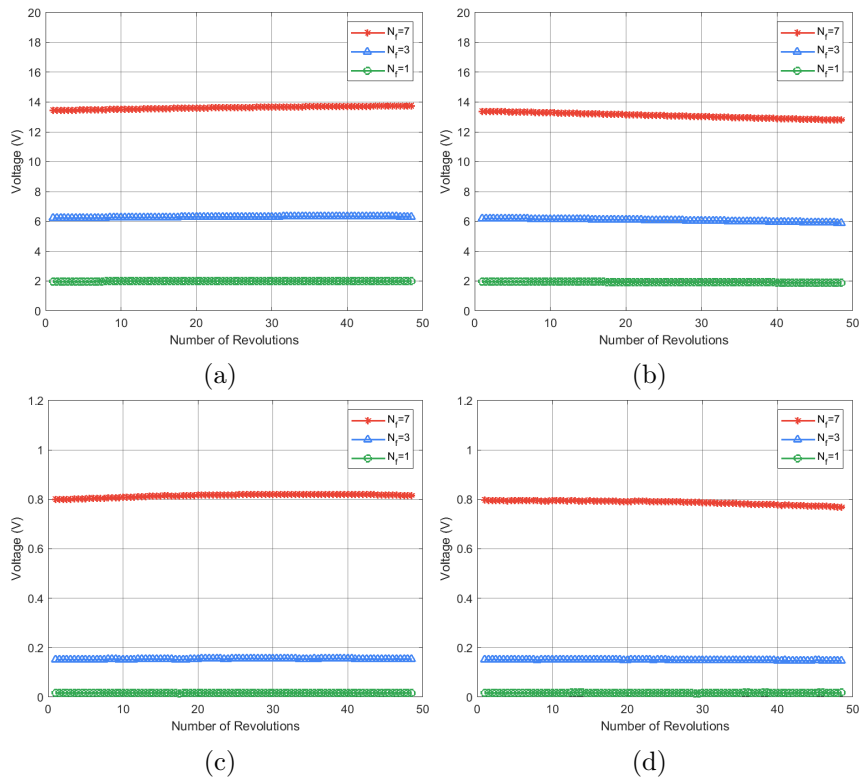 20
18
16
14
12
10
8
6
4
2
0
Voltage (V)
0 10 20 30 40 50
Number of Revolutions
N_f=7
N_f=3
N_f=1
(a)
20
18
16
14
12
10
8
6
4
2
0
Voltage (V)
0 10 20 30 40 50
Number of Revolutions
N_f=7
N_f=3
N_f=1
(b)
1.2
1
0.8
0.6
0.4
0.2
0
Voltage (V)
0 10 20 30 40 50
Number of Revolutions
N_f=7
N_f=3
N_f=1
(c)
1.2
1
0.8
0.6
0.4
0.2
0
Voltage (V)
0 10 20 30 40 50
Number of Revolutions
N_f=7
N_f=3
N_f=1
(d)